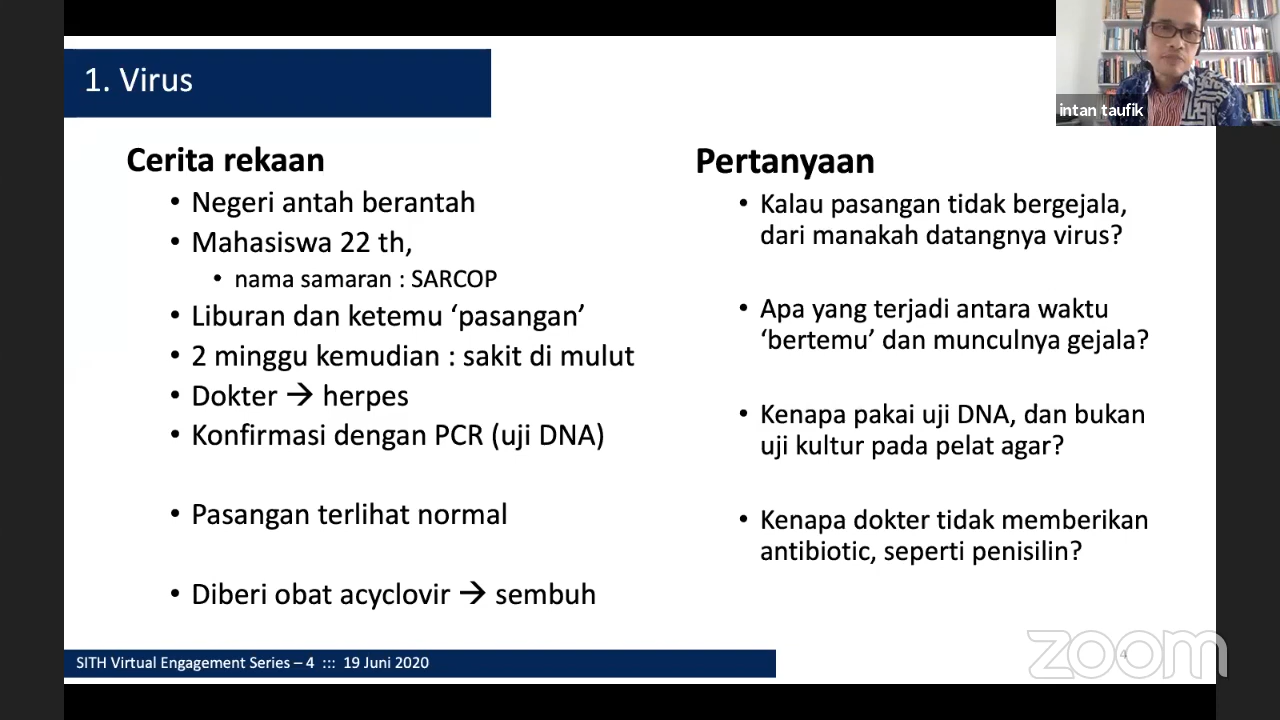 1. Virus
intan taufik
Cerita rekaan
• Negeri antah berantah
• Mahasiswa 22 th,
• nama samaran : SARCOP
• Liburan dan ketemu ‘pasangan’
• 2 minggu kemudian : sakit di mulut
• Dokter → herpes
• Konfirmasi dengan PCR (uji DNA)
• Pasangan terlihat normal
• Diberi obat acyclovir → sembuh
Pertanyaan
• Kalau pasangan tidak bergejala,
dari manakah datangnya virus?
• Apa yang terjadi antara waktu
‘bertemu’ dan munculnya gejala?
• Kenapa pakai uji DNA, dan bukan
uji kultur pada pelat agar?
• Kenapa dokter tidak memberikan
antibiotic, seperti penisilin?
SITH Virtual Engagement Series – 4 ::: 19 Juni 2020
4
zoom